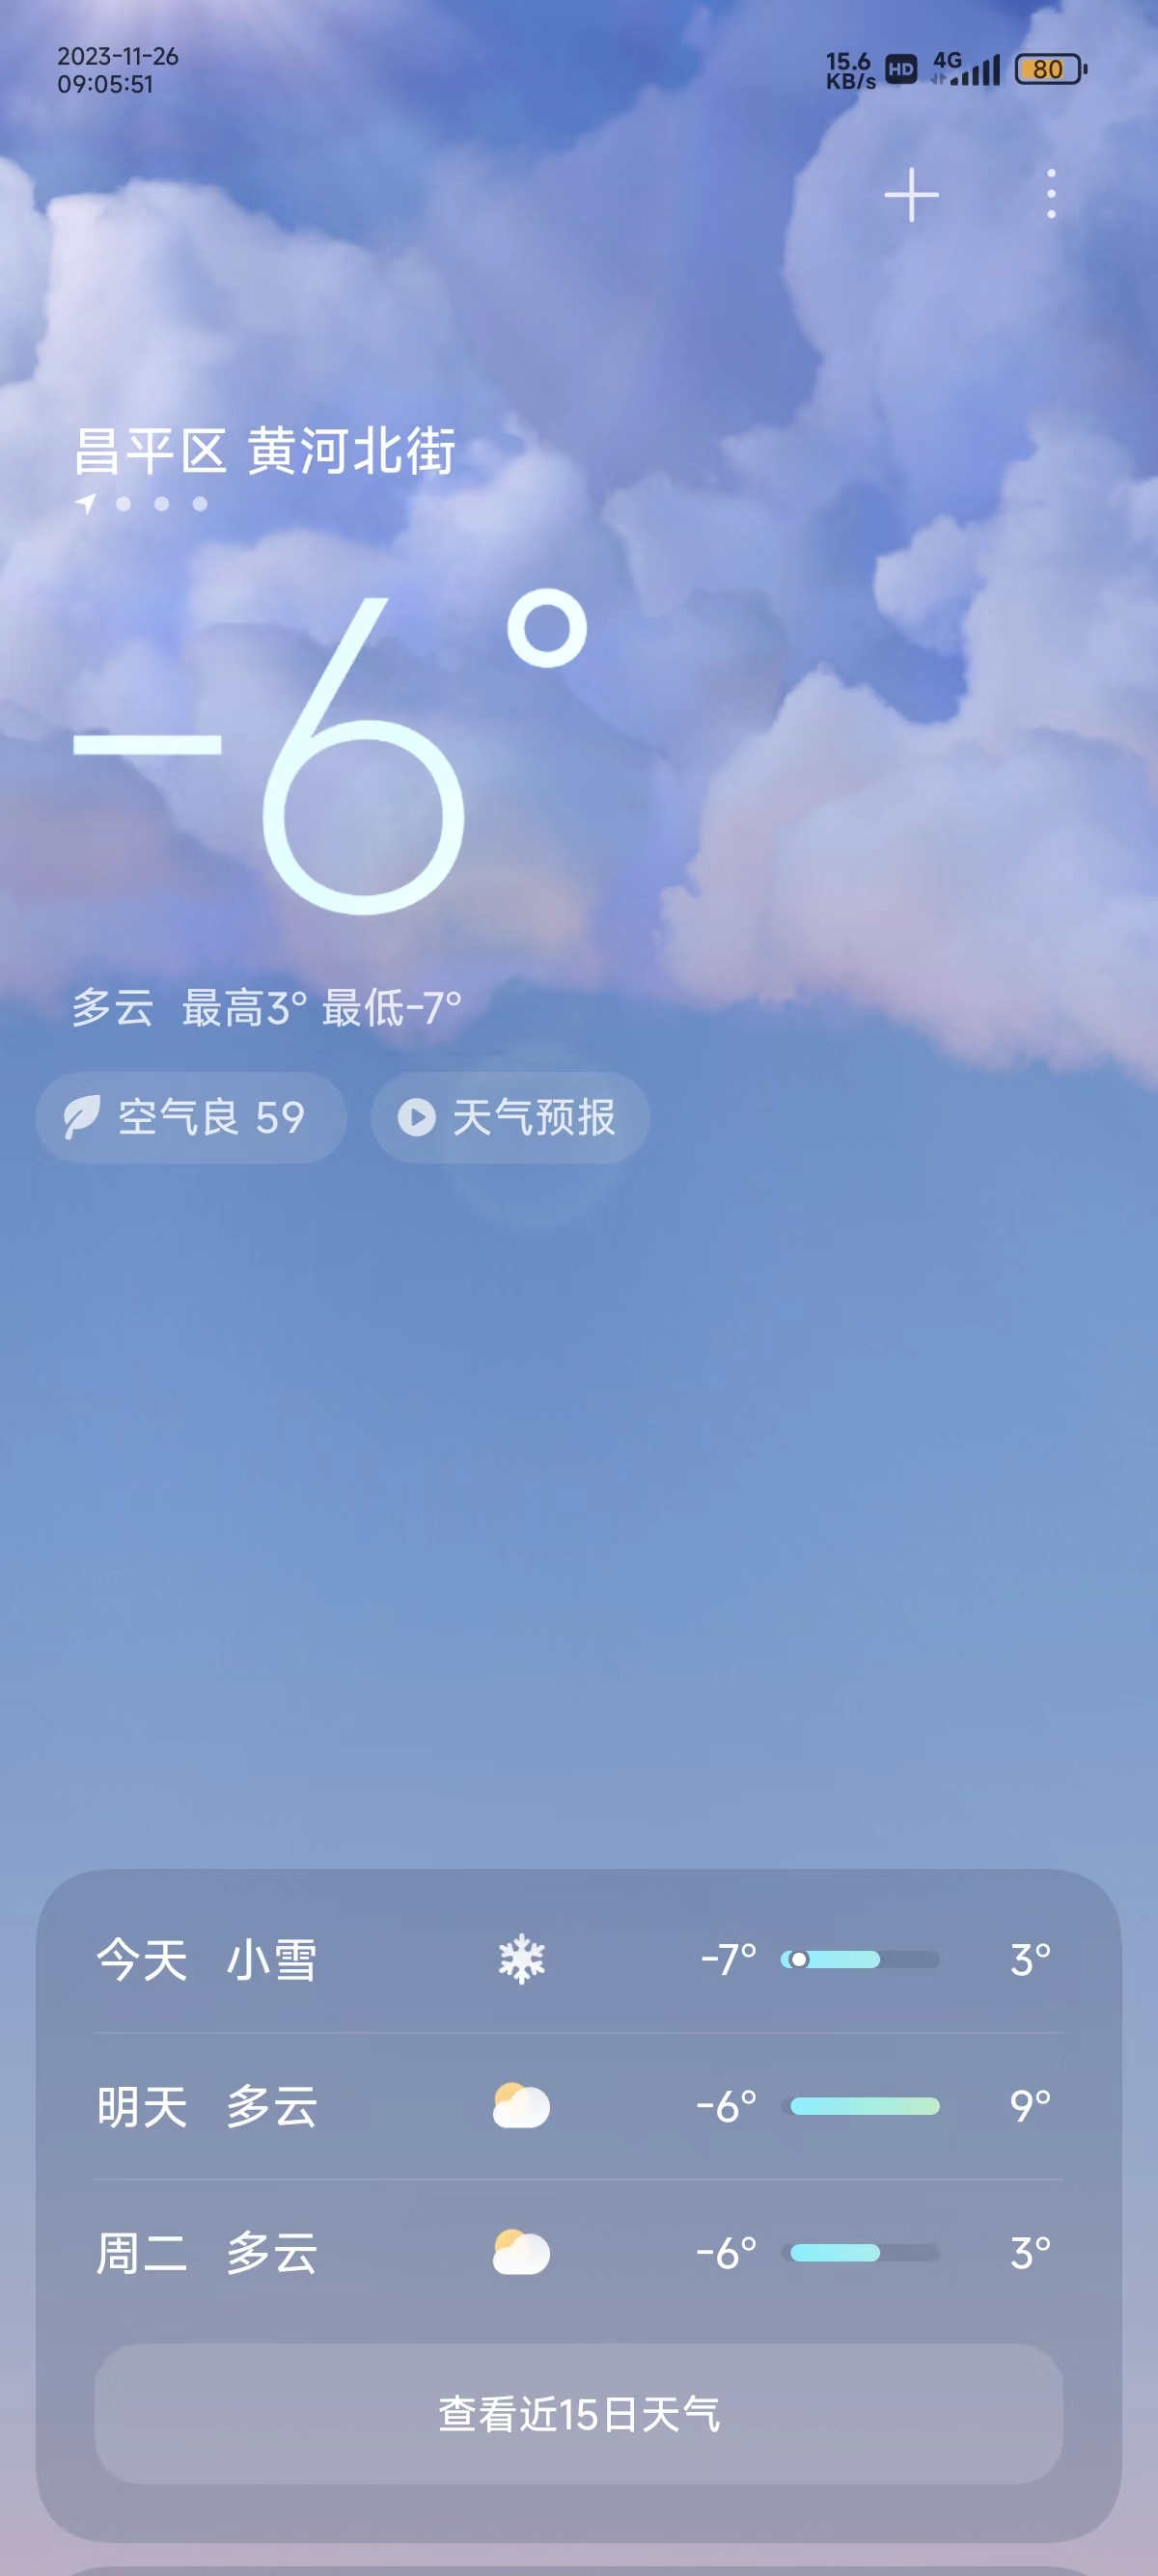 2023-11-26
09:05:51
15.6 KB/s HD 4G 80
昌平区 黄河北街
-6°
多云 最高3° 最低-7°
空气良 59 天气预报
今天 小雪 -7° 3°
明天 多云 -6° 9°
周二 多云 -6° 3°
查看近15日天气